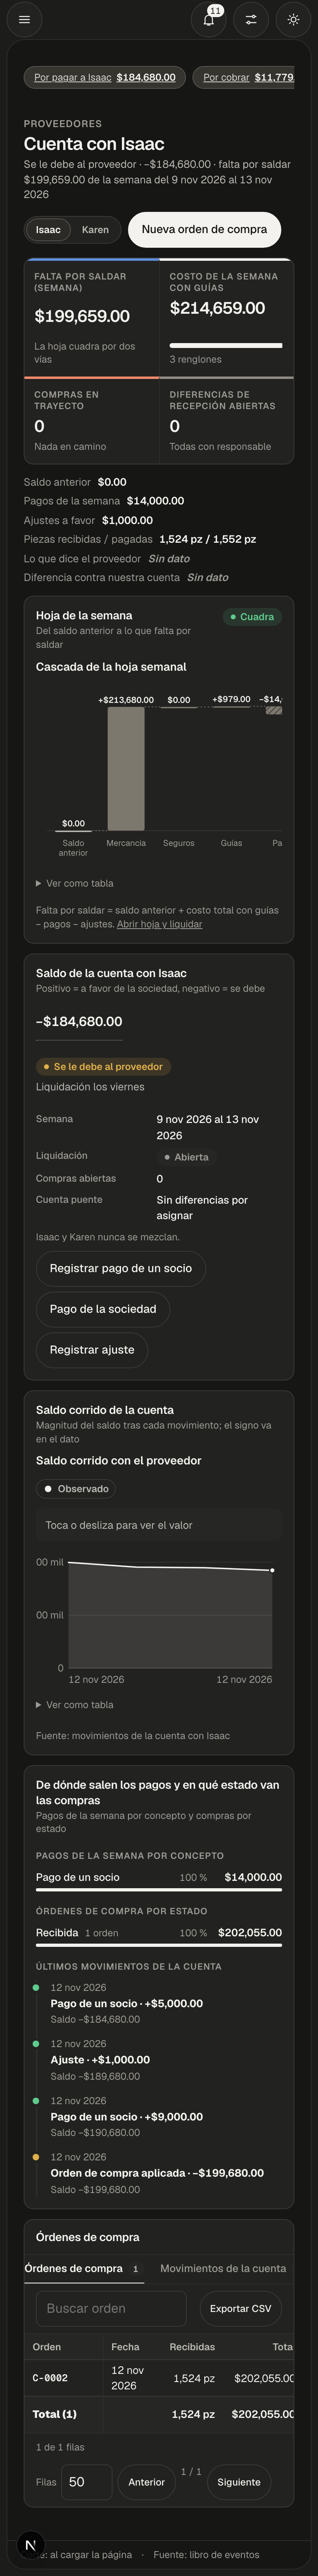 11
Por pagar a Isaac $184,680.00
Por cobrar $11,779.
PROVEEDORES
Cuenta con Isaac
Se le debe al proveedor · −$184,680.00 · falta por saldar
$199,659.00 de la semana del 9 nov 2026 al 13 nov
2026
Isaac
Karen
Nueva orden de compra
FALTA POR SALDAR
(SEMANA)
$199,659.00
La hoja cuadra por dos
vías
COSTO DE LA SEMANA
CON GUÍAS
$214,659.00
3 renglones
COMPRAS EN
TRAYECTO
0
Nada en camino
DIFERENCIAS DE
RECEPCIÓN ABIERTAS
0
Todas con responsable
Saldo anterior $0.00
Pagos de la semana $14,000.00
Ajustes a favor $1,000.00
Piezas recibidas / pagadas 1,524 pz / 1,552 pz
Lo que dice el proveedor Sin dato
Diferencia contra nuestra cuenta Sin dato
Hoja de la semana
Cuadra
Del saldo anterior a lo que falta por
saldar
Cascada de la hoja semanal
+$213,680.00 $0.00 +$979.00 −$14,
$0.00
Saldo
anterior
Mercancía
Seguros
Guías
Pa
Ver como tabla
Falta por saldar = saldo anterior + costo total con guías
− pagos − ajustes. Abrir hoja y liquidar
Saldo de la cuenta con Isaac
Positivo = a favor de la sociedad, negativo = se debe
−$184,680.00
Se le debe al proveedor
Liquidación los viernes
Semana
9 nov 2026 al 13 nov
2026
Liquidación
Abierta
Compras abiertas
0
Cuenta puente
Sin diferencias por
asignar
Isaac y Karen nunca se mezclan.
Registrar pago de un socio
Pago de la sociedad
Registrar ajuste
Saldo corrido de la cuenta
Magnitud del saldo tras cada movimiento; el signo va
en el dato
Saldo corrido con el proveedor
Observado
Toca o desliza para ver el valor
00 mil
00 mil
0
12 nov 2026
12 nov 2026
Ver como tabla
Fuente: movimientos de la cuenta con Isaac
De dónde salen los pagos y en qué estado van
las compras
Pagos de la semana por concepto y compras por
estado
PAGOS DE LA SEMANA POR CONCEPTO
Pago de un socio 100 % $14,000.00
ÓRDENES DE COMPRA POR ESTADO
Recibida 1 orden 100 % $202,055.00
ÚLTIMOS MOVIMIENTOS DE LA CUENTA
12 nov 2026
Pago de un socio · +$5,000.00
Saldo −$184,680.00
12 nov 2026
Ajuste · +$1,000.00
Saldo −$189,680.00
12 nov 2026
Pago de un socio · +$9,000.00
Saldo −$190,680.00
12 nov 2026
Orden de compra aplicada · −$199,680.00
Saldo −$199,680.00
Órdenes de compra
Órdenes de compra 1
Movimientos de la cuenta
Buscar orden
Exportar CSV
Orden Fecha Recibidas Tota
C-0002 12 nov 2026 1,524 pz $202,055.00
Total (1) 1,524 pz $202,055.00
1 de 1 filas
Filas 50 Anterior 1 / 1 Siguiente
N
e: al cargar la página · Fuente: libro de eventos